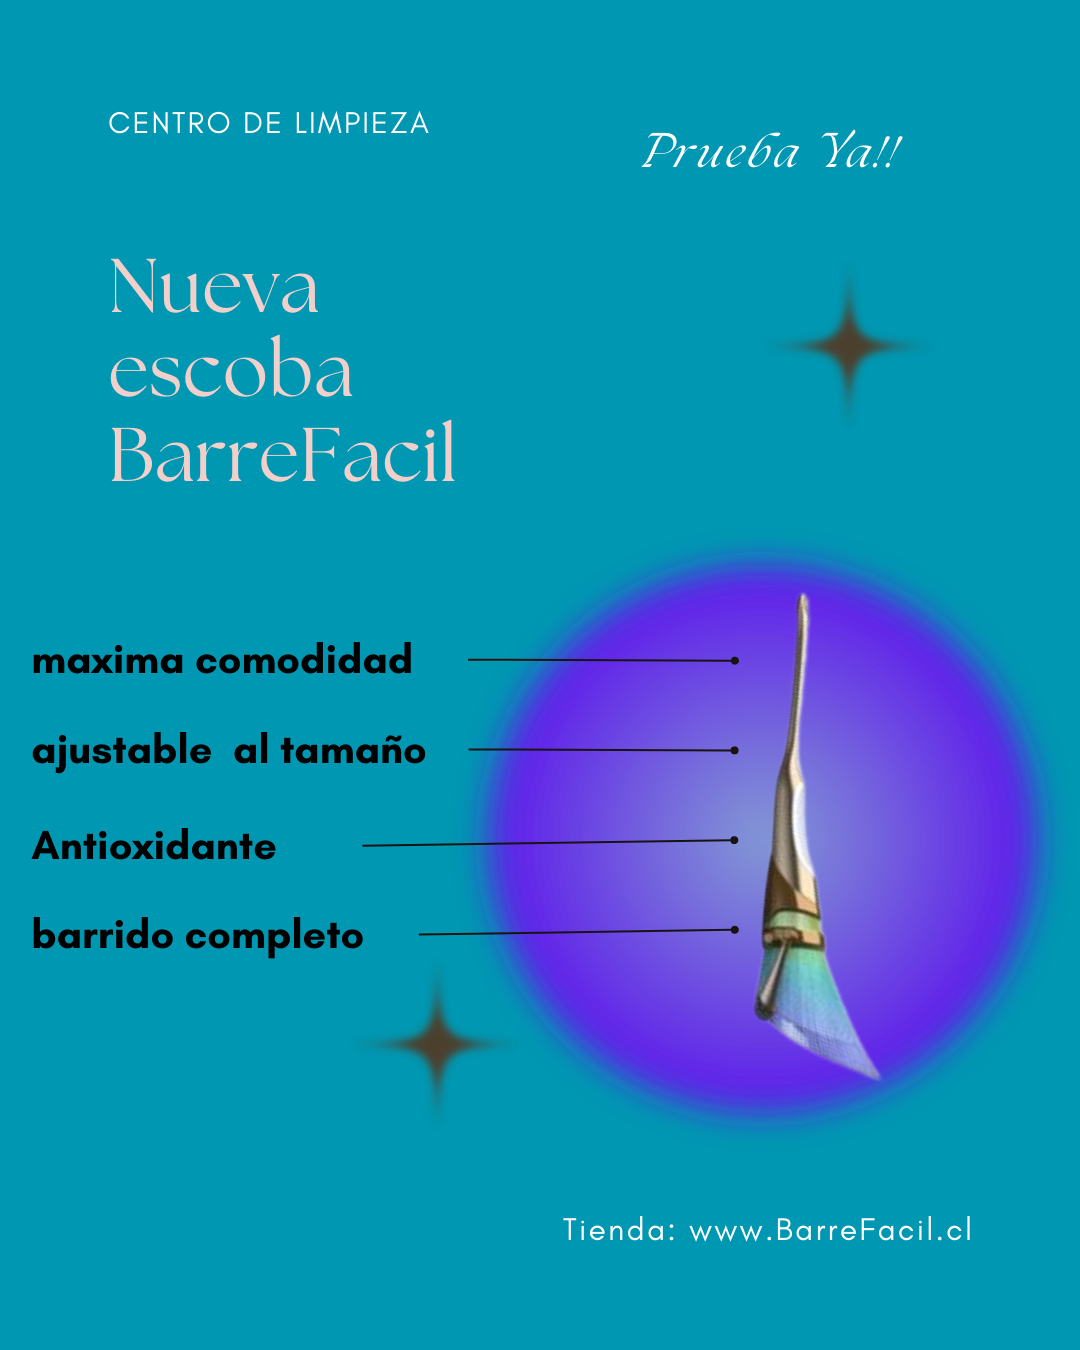 CENTRO DE LIMPIEZA
Prueba Ya!!
Nueva
escoba
BarreFacil
maxima comodidad
ajustable al tamaño
Antioxidante
barrido completo
Tienda: www.BarreFacil.cl